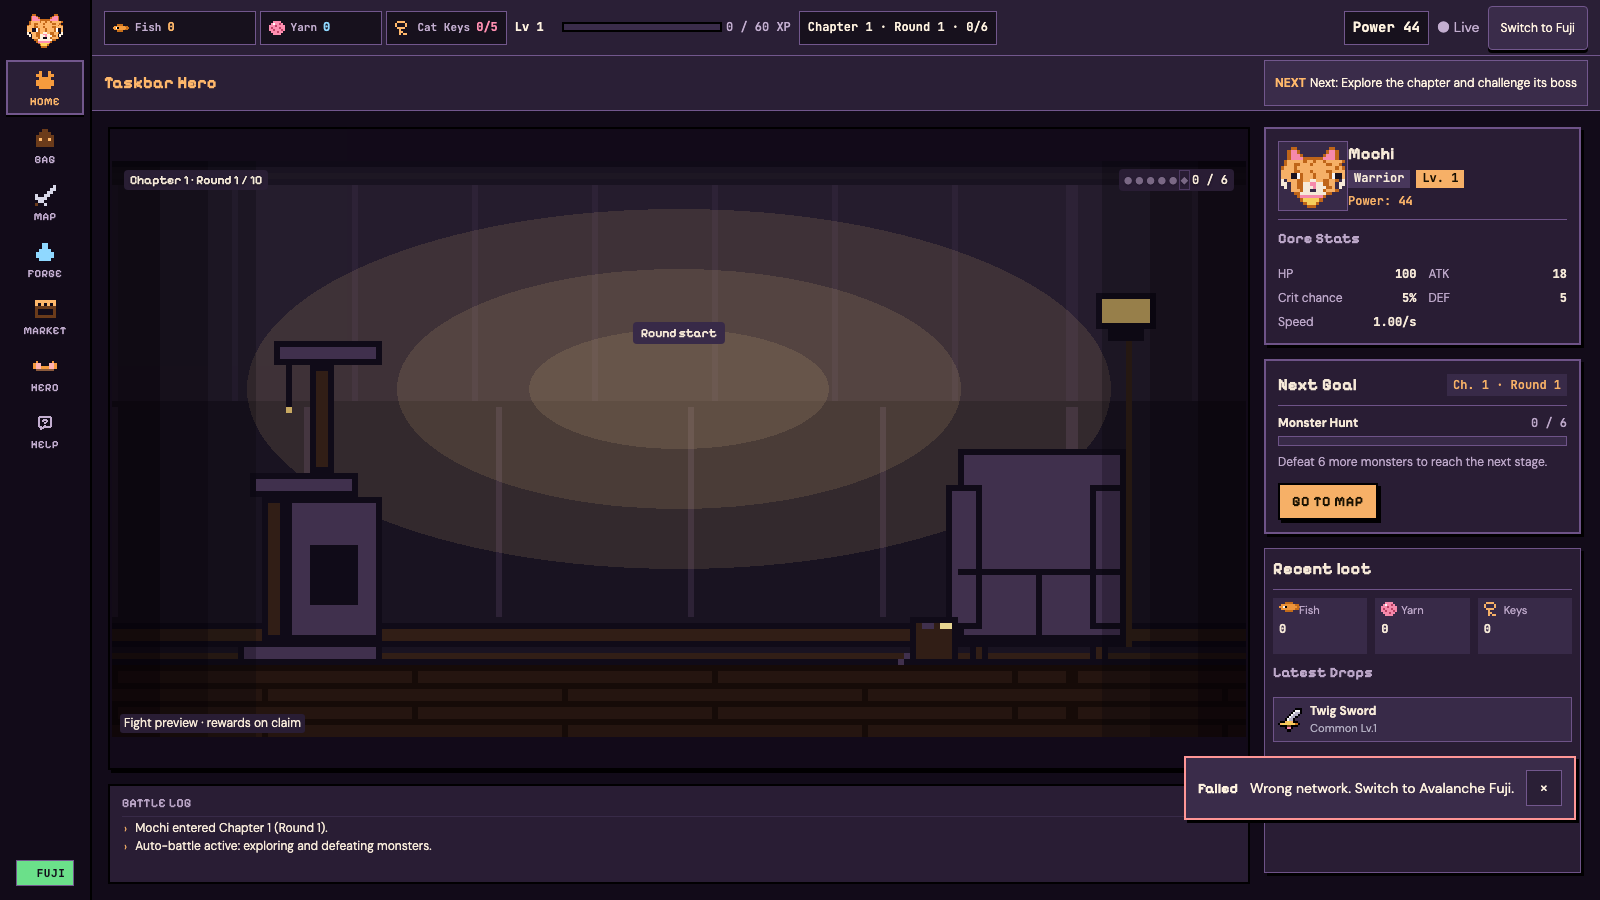 Fish 0
Yarn 0
Cat Keys 0/5
Lv 1
0 / 60 XP
Chapter 1 · Round 1 · 0/6
Power 44
Live
Switch to Fuji
HOME
BAG
MAP
FORGE
MARKET
HERO
HELP
FUJI
Taskbar Hero
NEXT Next: Explore the chapter and challenge its boss
Chapter 1 · Round 1 / 10
0 / 6
Round start
Fight preview · rewards on claim
BATTLE LOG
› Mochi entered Chapter 1 (Round 1).
› Auto-battle active: exploring and defeating monsters.
Mochi
Warrior Lv. 1
Power: 44
Core Stats
HP 100 ATK 18
Crit chance 5% DEF 5
Speed 1.00/s
Next Goal Ch. 1 · Round 1
Monster Hunt 0 / 6
Defeat 6 more monsters to reach the next stage.
GO TO MAP
Recent loot
Fish Yarn Keys
0 0 0
Latest Drops
Twig Sword
Common Lv.1
Failed Wrong network. Switch to Avalanche Fuji. ×